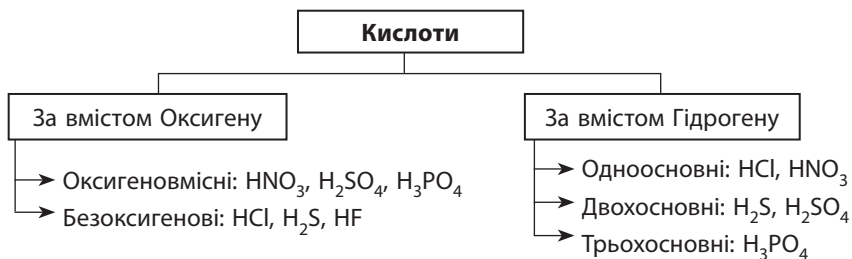 Кислоти
За вмістом Оксигену
Оксигеновмісні: HNO₃, H₂SO₄, H₃PO₄
Безоксигенові: HCl, H₂S, HF
За вмістом Гідрогену
Одноосновні: HCl, HNO₃
Двохосновні: H₂S, H₂SO₄
Трьохосновні: H₃PO₄